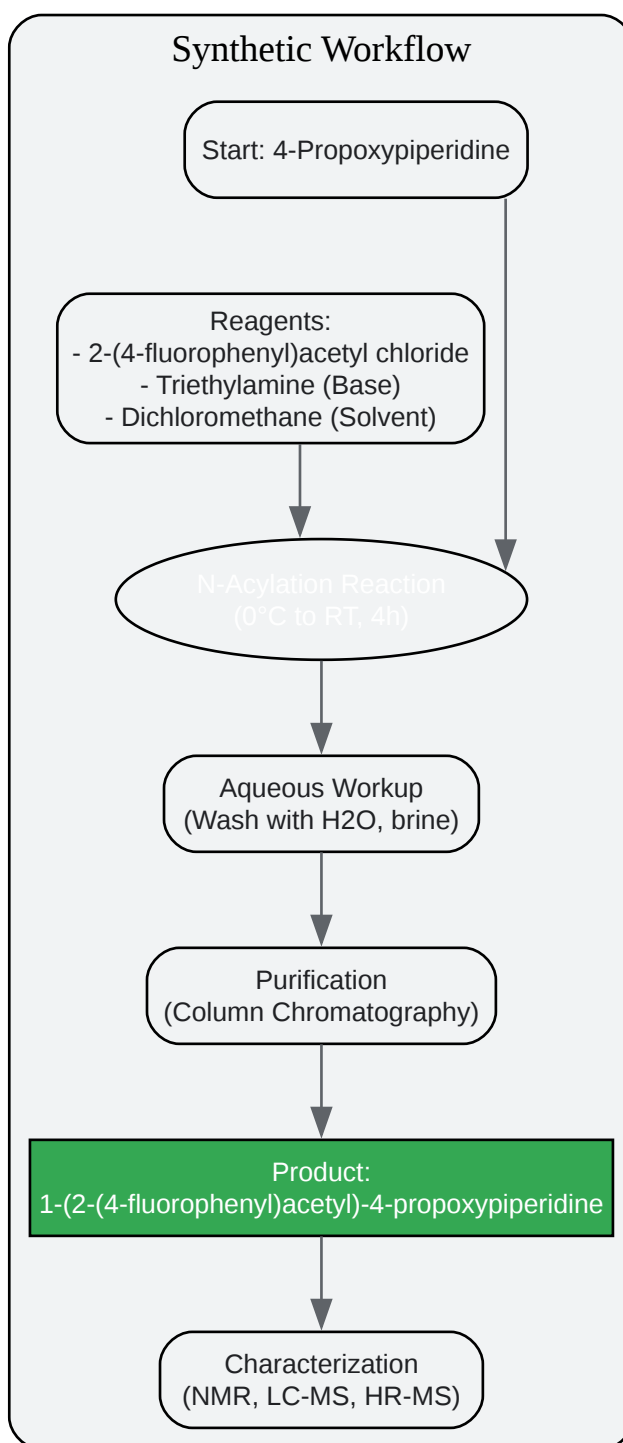 Synthetic Workflow
Start: 4-Propoxypiperidine
Reagents:
- 2-(4-fluorophenyl)acetyl chloride
- Triethylamine (Base)
- Dichloromethane (Solvent)
N-Acylation Reaction
(0°C to RT, 4h)
Aqueous Workup
(Wash with H2O, brine)
Purification
(Column Chromatography)
Product:
1-(2-(4-fluorophenyl)acetyl)-4-propoxypiperidine
Characterization
(NMR, LC-MS, HR-MS)